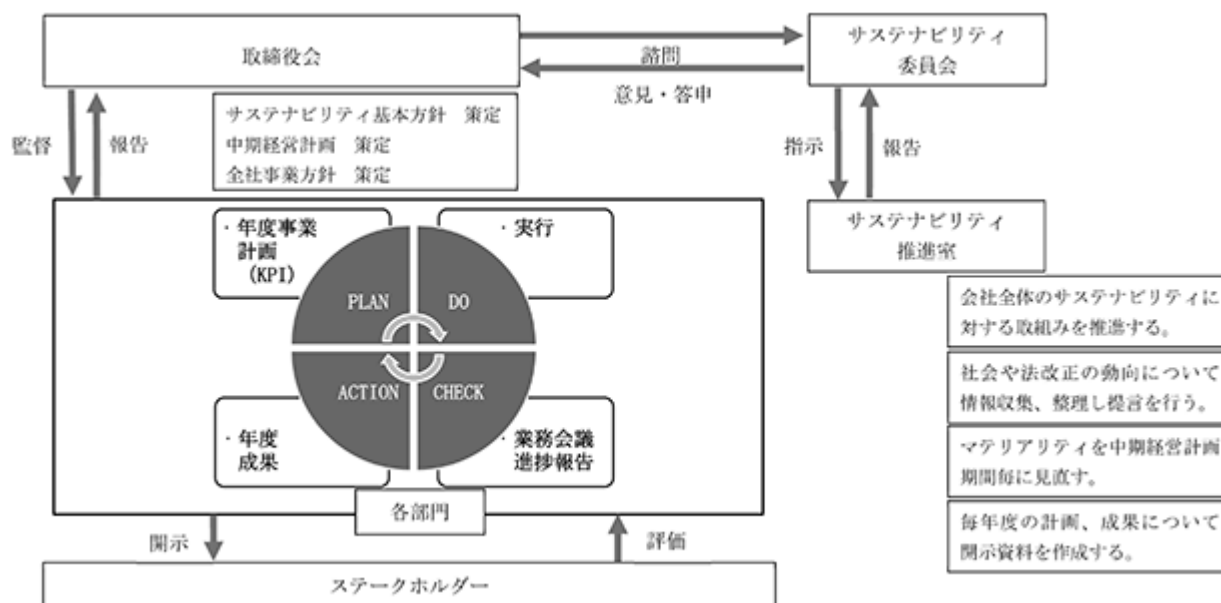 取締役会
諮問
意見・答申
サステナビリティ
委員会
サステナビリティ基本方針　策定
中期経営計画　策定
全社事業方針　策定
監督
報告
指示
報告
サステナビリティ
推進室
・年度事業
計画
(KPI)
・実行
PLAN
DO
ACTION
CHECK
・年度
成果
・業務会議
進捗報告
各部門
会社全体のサステナビリティに
対する取組みを推進する。
社会や法改正の動向について
情報収集、整理し提言を行う。
マテリアリティを中期経営計画
期間毎に見直す。
毎年度の計画、成果について
開示資料を作成する。
開示
評価
ステークホルダー